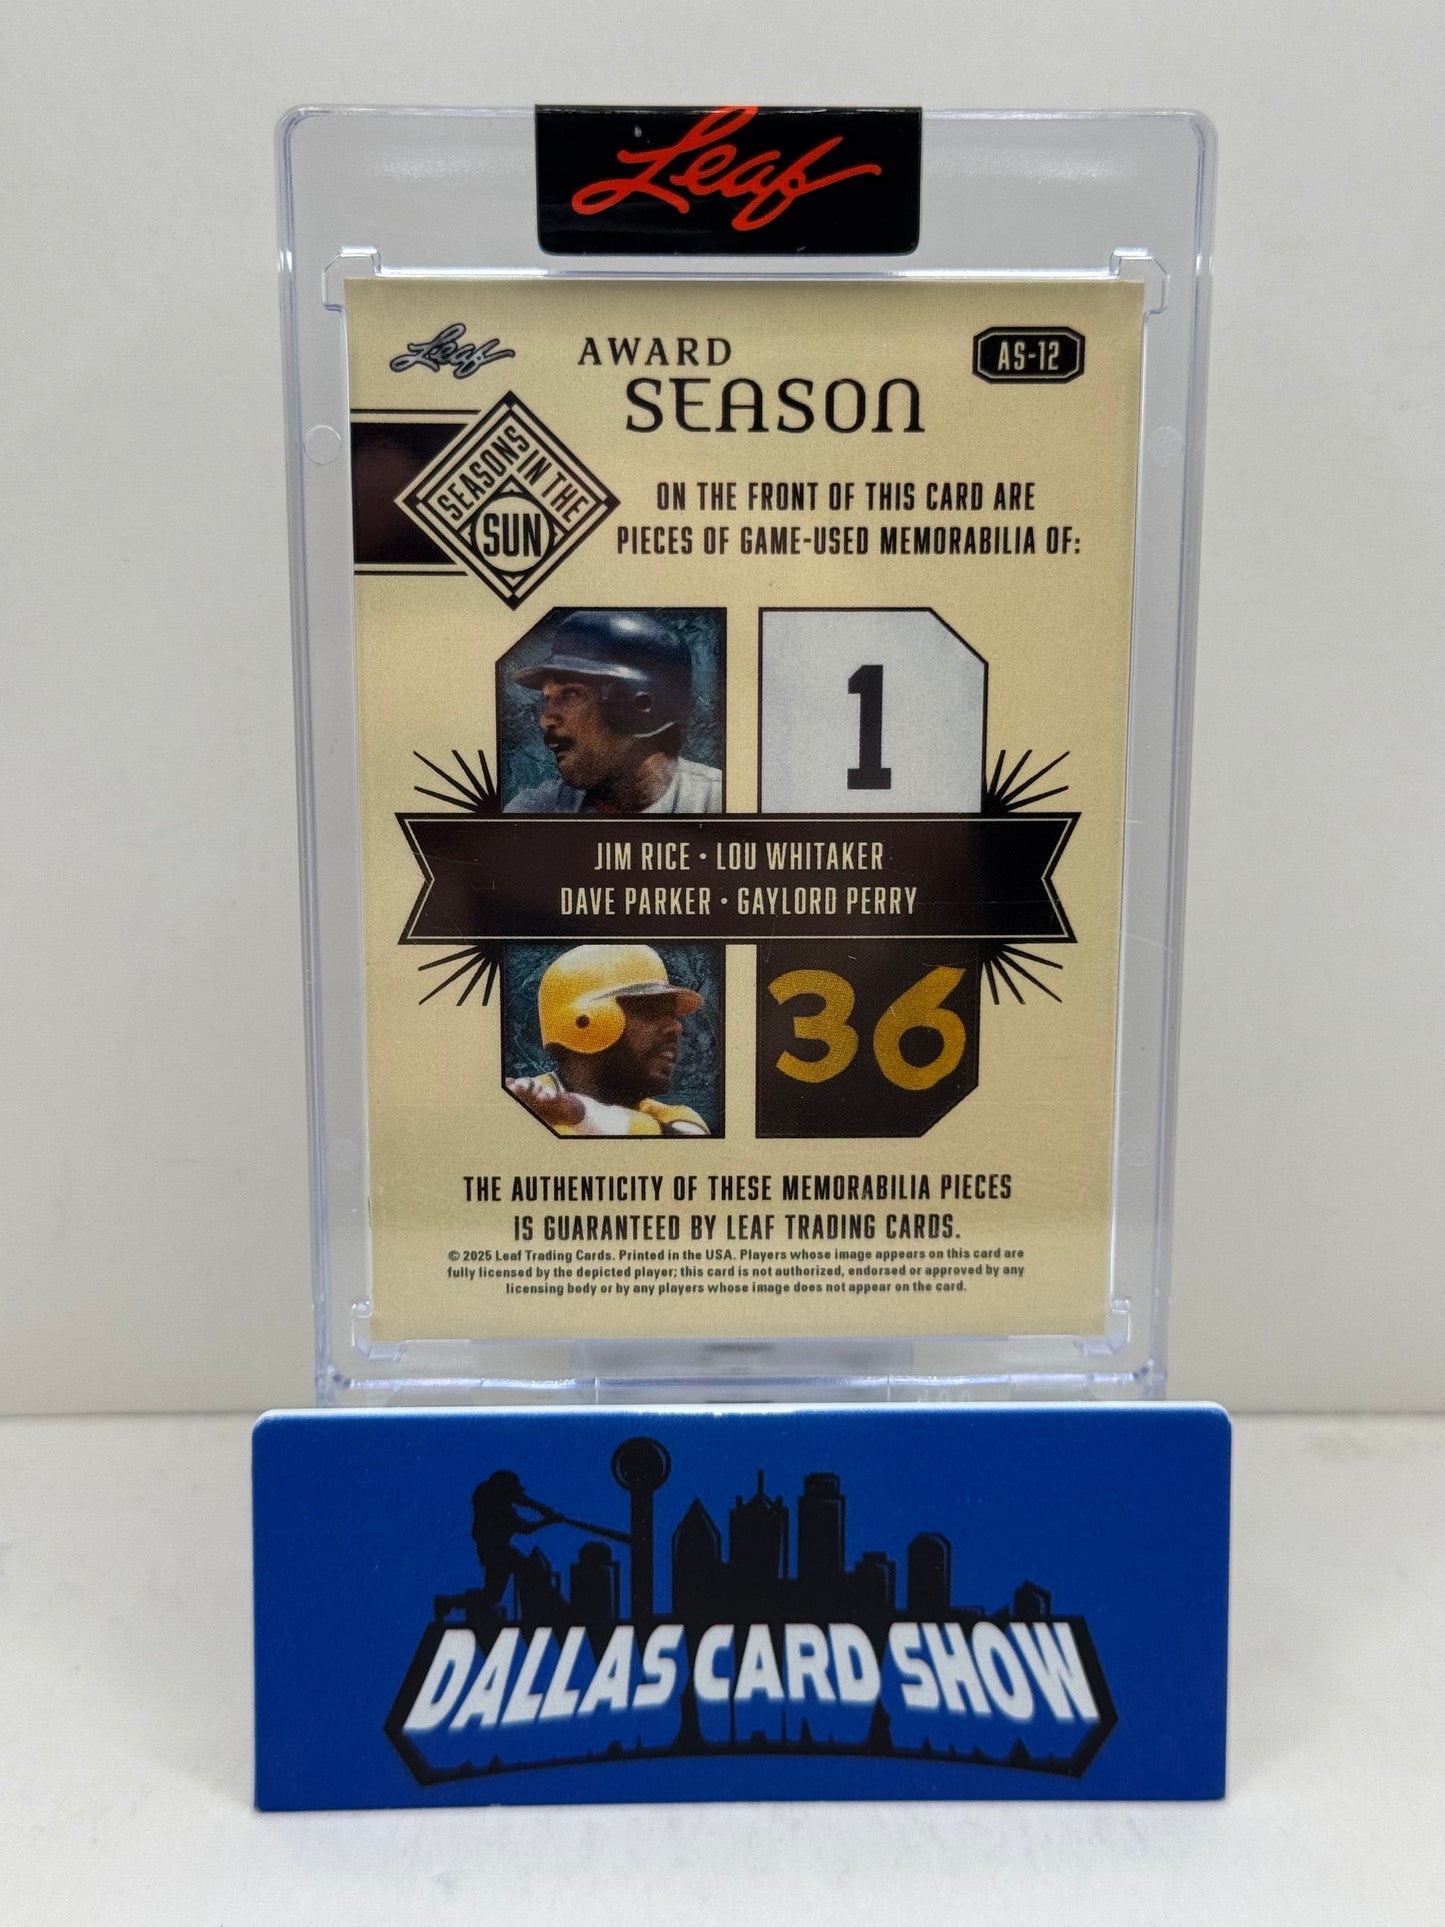 Leaf
Leaf
AWARD
SEASON
AS-12
SEASONS IN THE
SUN
ON THE FRONT OF THIS CARD ARE
PIECES OF GAME-USED MEMORABILIA OF:
1
JIM RICE • LOU WHITAKER
DAVE PARKER • GAYLORD PERRY
36
THE AUTHENTICITY OF THESE MEMORABILIA PIECES
IS GUARANTEED BY LEAF TRADING CARDS.
© 2025 Leaf Trading Cards. Printed in the USA. Players whose image appears on this card are
fully licensed by the depicted player; this card is not authorized, endorsed or approved by any
licensing body or by any players whose image does not appear on the card.
DALLAS CARD SHOW